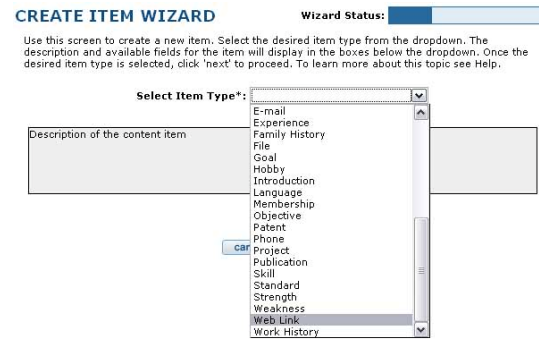 CREATE ITEM WIZARD
Wizard Status:
Use this screen to create a new item. Select the desired item type from the dropdown. The
description and available fields for the item will display in the boxes below the dropdown. Once the
desired item type is selected, click 'next' to proceed. To learn more about this topic see Help.
Select Item Type*:
E-mail
Experience
Family History
File
Goal
Hobby
Introduction
Language
Membership
Objective
Patent
Phone
Project
Publication
Skill
Standard
Strength
Weakness
Web Link
Work History
Description of the content item